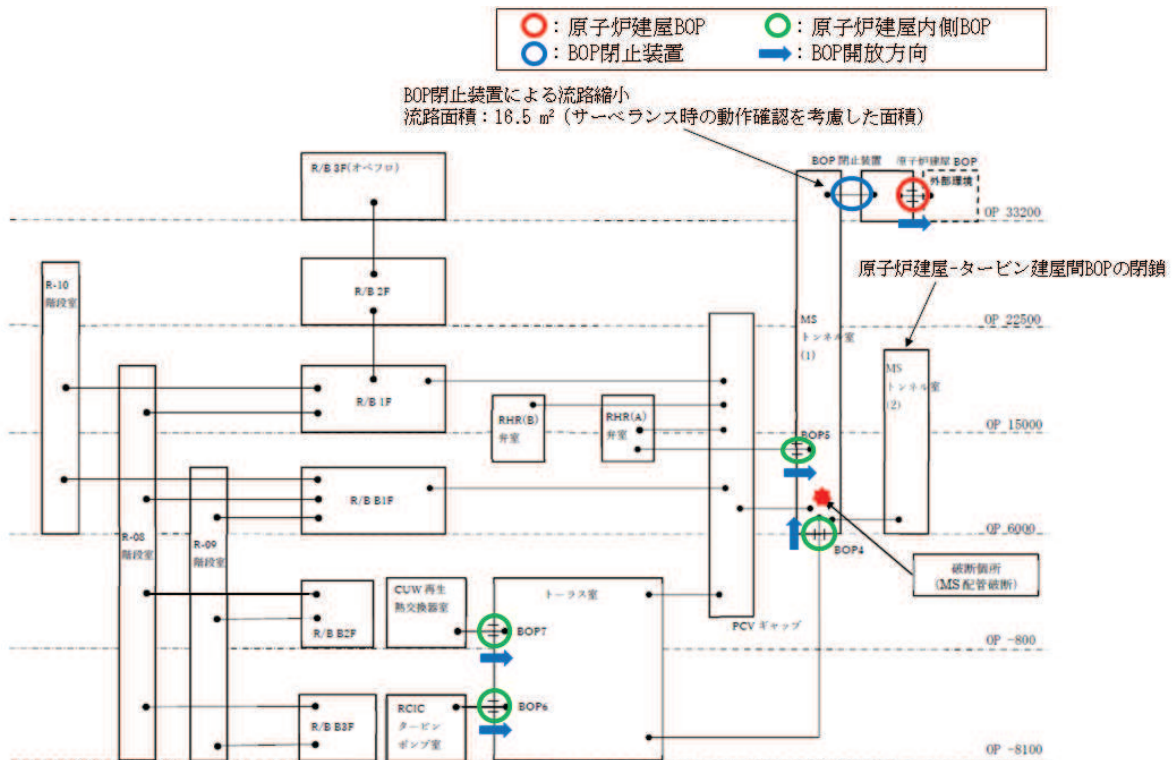 ：原子炉建屋BOP
：原子炉建屋内側BOP
：BOP閉止装置
：BOP開放方向
BOP閉止装置による流路縮小
流路面積：16.5 m²（サーベランス時の動作確認を考慮した面積）
BOP 閉止装置
原子炉建屋 BOP
外部環境
R/B 3F(オペフロ)
OP 33200
原子炉建屋-タービン建屋間BOPの閉鎖
R-10
階段室
R/B 2F
OP 22500
MS
トンネル室
(1)
MS
トンネル室
(2)
R/B 1F
RHR(B)
弁室
RHR(A)
弁室
OP 15000
BOP5
R/B B1F
OP 6000
R-08
階段室
R-09
階段室
BOP4
破断個所
(MS 配管破断)
CUW 再生
熱交換器室
トーラス室
R/B B2F
BOP7
PCV ギャップ
OP -800
R/B B3F
RCIC
タービン
ポンプ室
BOP6
OP -8100